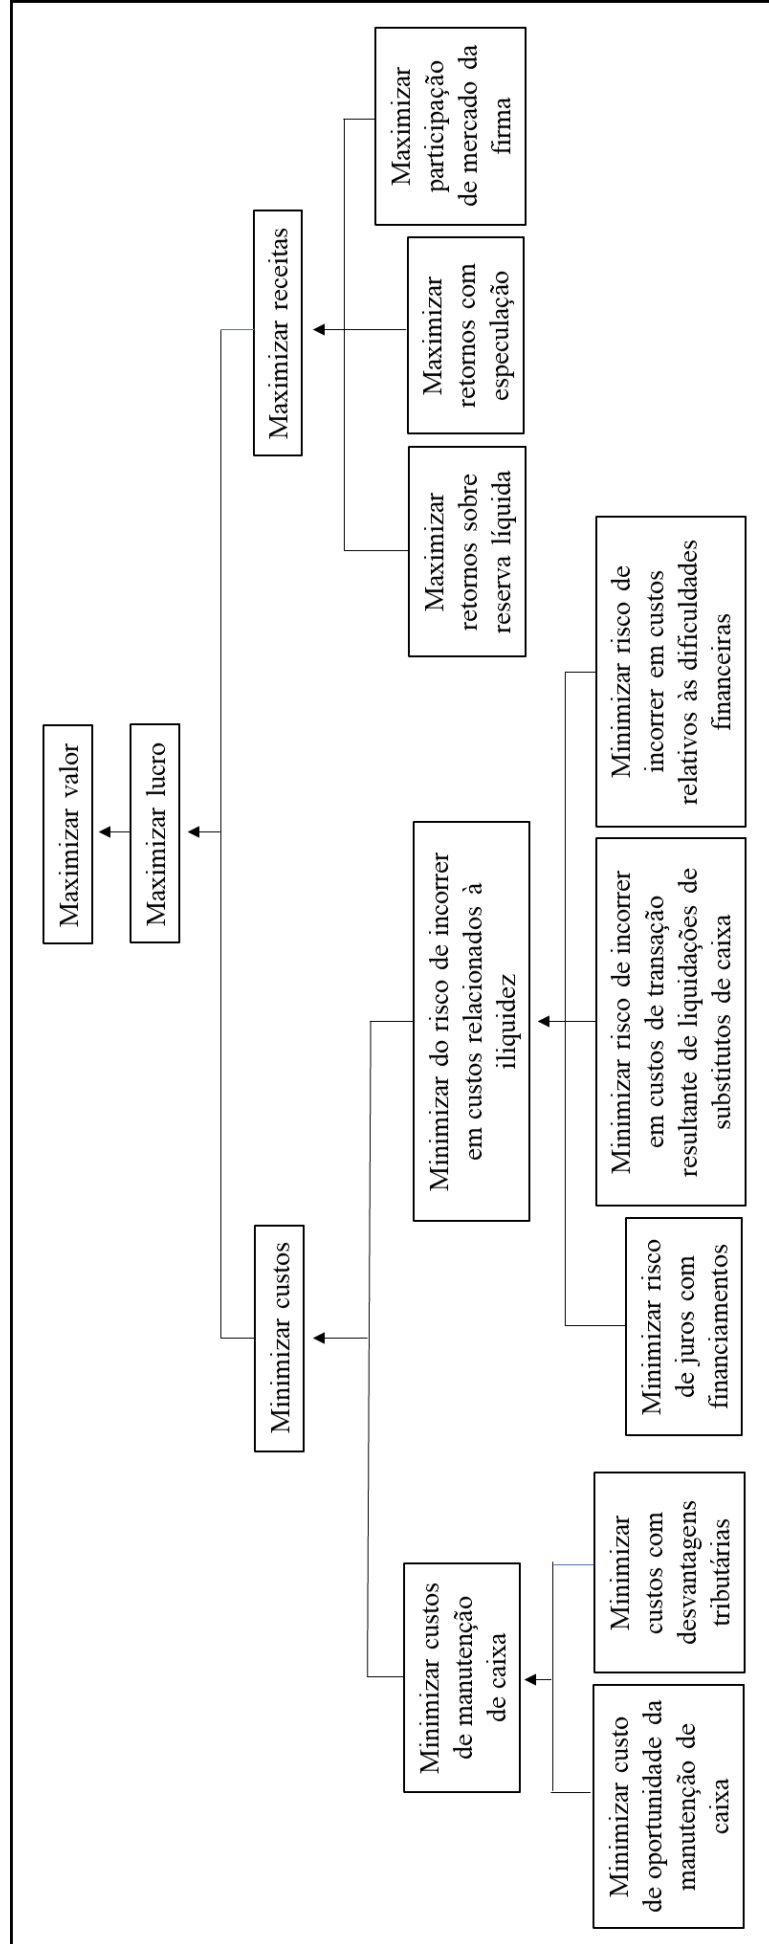 Maximizar valor
Maximizar lucro
Minimizar custos
Maximizar receitas
Minimizar custos
de manutenção
de caixa
Minimizar do risco de incorrer
em custos relacionados à
iliquidez
Maximizar
retornos sobre
reserva líquida
Maximizar
retornos com
especulação
Maximizar
participação
de mercado da
firma
Minimizar custo
de oportunidade da
manutenção de
caixa
Minimizar
custos com
desvantagens
tributárias
Minimizar risco
de juros com
financiamentos
Minimizar risco de incorrer
em custos de transação
resultante de liquidações de
substitutos de caixa
Minimizar risco de
incorrer em custos
relativos às dificuldades
financeiras